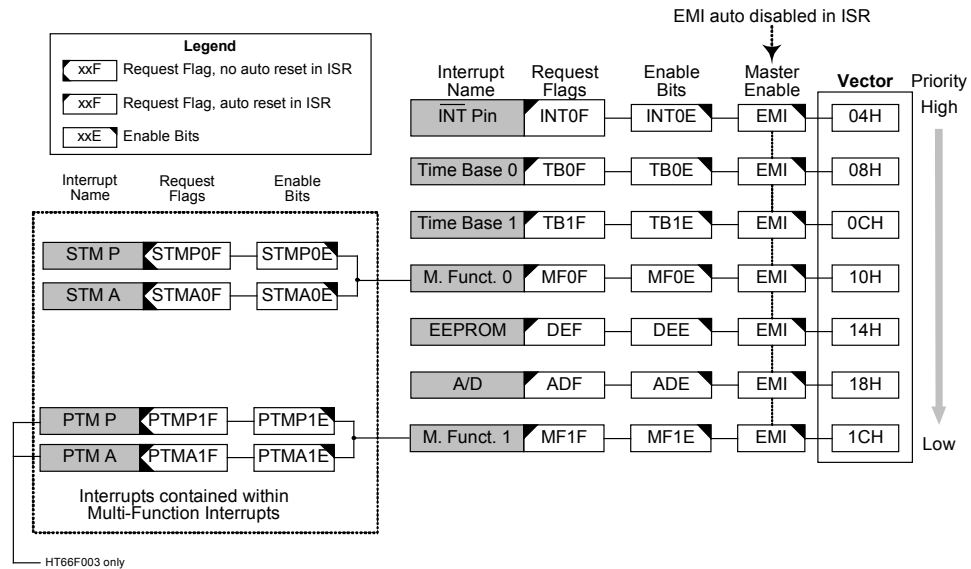 EMI auto disabled in ISR
Legend
xxF Request Flag, no auto reset in ISR
xxF Request Flag, auto reset in ISR
xxE Enable Bits
Interrupt Name Request Flags Enable Bits Master Enable Vector Priority
INT Pin INT0F INT0E EMI 04H High
Time Base 0 TB0F TB0E EMI 08H
Time Base 1 TB1F TB1E EMI 0CH
M. Funct. 0 MF0F MF0E EMI 10H
EEPROM DEF DEE EMI 14H
A/D ADF ADE EMI 18H
M. Funct. 1 MF1F MF1E EMI 1CH
Low
Interrupt Name Request Flags Enable Bits
STM P STMP0F STMP0E
STM A STMA0F STMA0E
PTM P PTMP1F PTMP1E
PTM A PTMA1F PTMA1E
Interrupts contained within
Multi-Function Interrupts
HT66F003 only